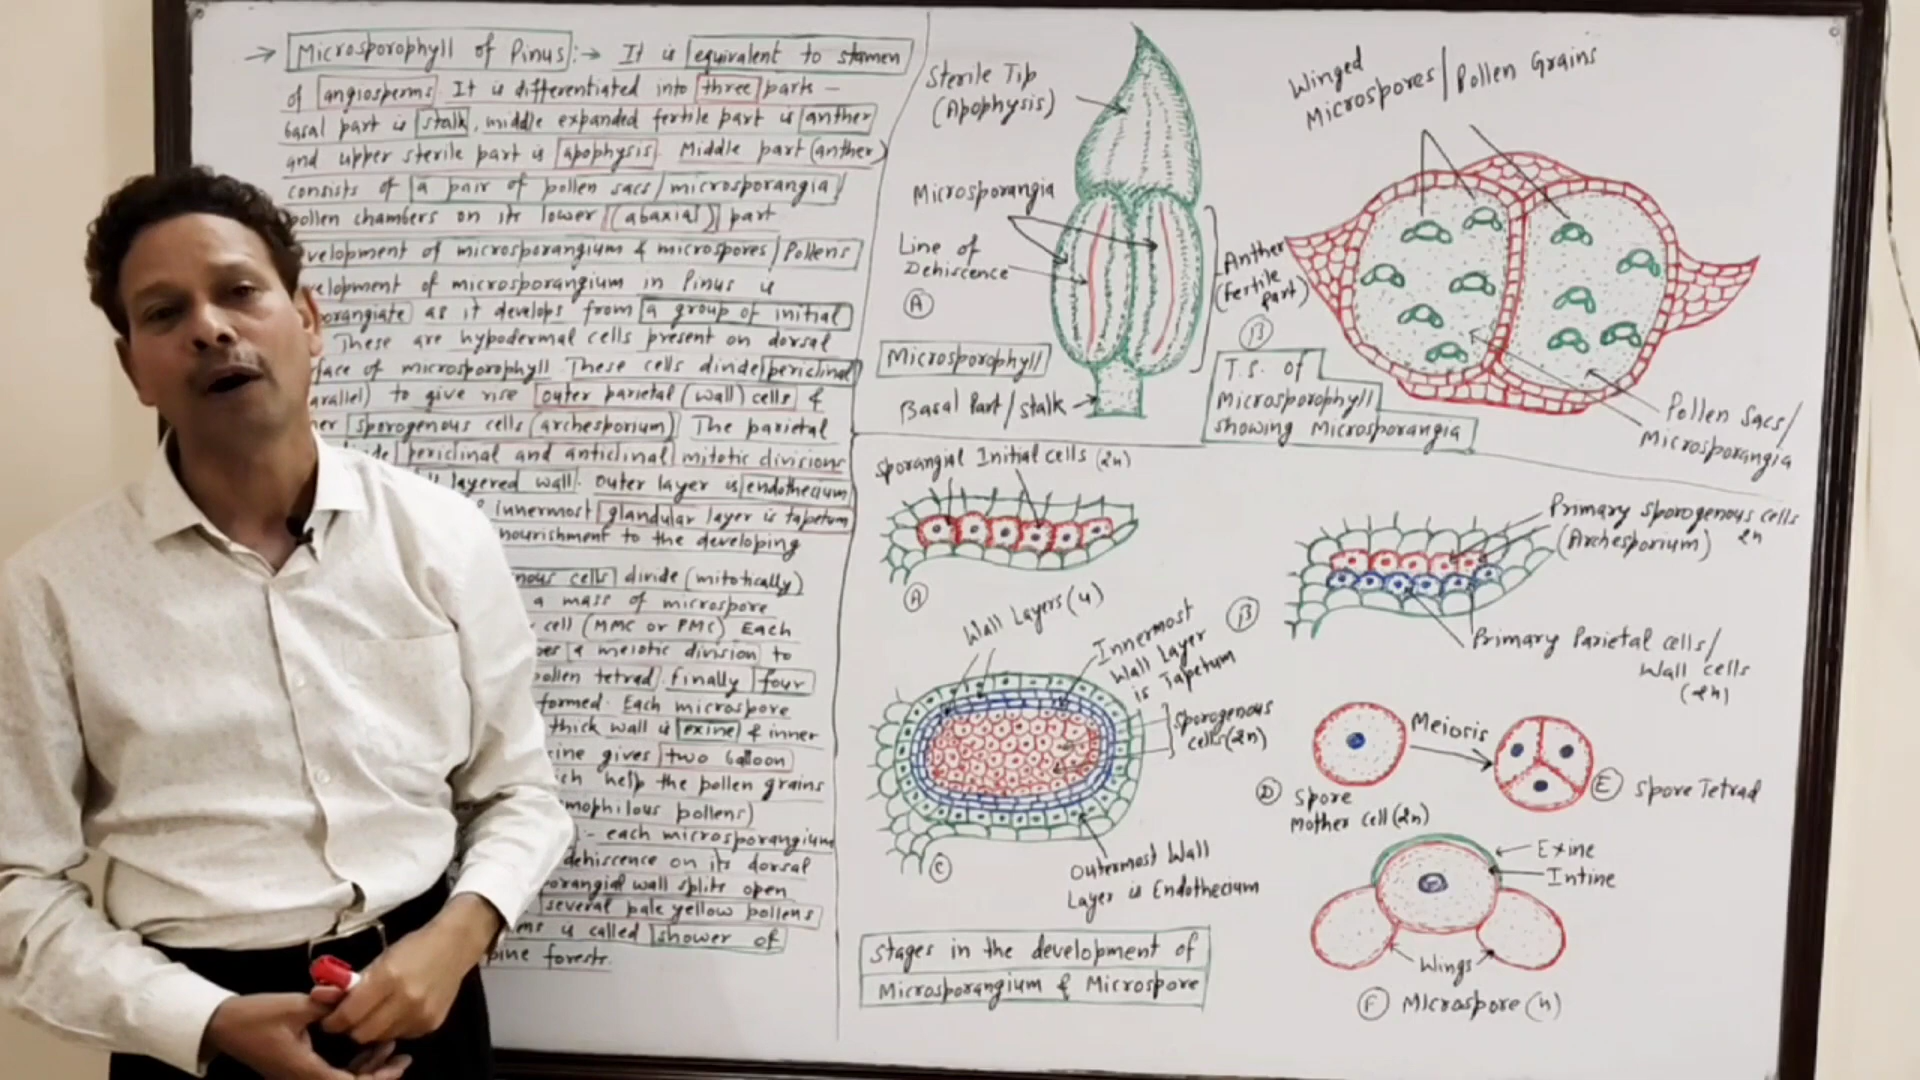 → Microsporophyll of Pinus:→ It is equivalent to stamen
of angiosperms. It is differentiated into three parts –
basal part is stalk, middle expanded fertile part is anther
and upper sterile part is apophysis. Middle part (anther)
consists of a pair of pollen sacs/microsporangia/
pollen chambers on its lower (abaxial) part
velopment of microsporangium & microspores/Pollens
velopment of microsporangium in Pinus is
orangiate as it develops from a group of initial
These are hypodermal cells present on dorsal
face of microsporophyll. These cells divide periclinal
arallel) to give rise outer parietal (wall) cells &
ner sporogenous cells (archesporium) The parietal
ide periclinal and anticlinal mitotic divisions
layered wall. outer layer is endothecium
innermost glandular layer is tapetum
nourishment to the developing
nous cells divide (mitotically)
a mass of microspore
cell (MMC or PMC) Each
oes a meiotic division to
pollen tetrad. Finally four
formed. Each microspore
thick wall is exine & inner
ine gives two balloon
ich help the pollen grains
mophilous pollens)
:- each microsporangium
dehiscence on its dorsal
orangial wall splits open
several pale yellow pollens
ens is called shower of
pine forests.
Sterile Tip
(Apophysis)
Microsporangia
Line of
Dehiscence
A
Microsporophyll
Basal Part/stalk
Anther
(fertile
part)
Winged
Microspores/Pollen Grains
B
T.S. of
Microsporophyll
showing Microsporangia
Pollen Sacs/
Microsporangia
Sporangial Initial cells (2n)
A
Primary sporogenous cells
(Archesporium) 2n
B
Primary Parietal cells/
Wall cells
(2n)
Wall Layers (4)
Innermost
Wall Layer
is Tapetum
Sporogenous
cells (2n)
C
Outermost Wall
Layer is Endothecium
Meiosis
D Spore
Mother cell (2n)
E Spore Tetrad
Exine
Intine
Wings
F Microspore (n)
Stages in the development of
Microsporangium & Microspore